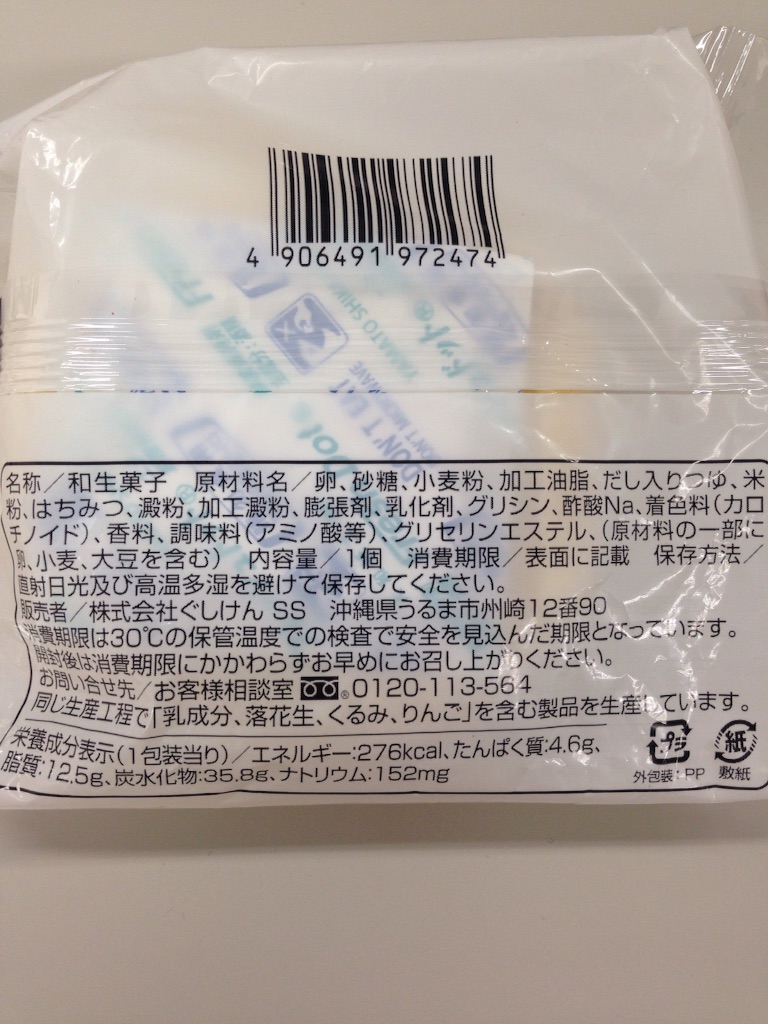 4 906491 972474
YAMATO SHIK
ドット®
DON'T EAT
名称／和生菓子 原材料名／卵、砂糖、小麦粉、加工油脂、だし入りつゆ、米
粉、はちみつ、澱粉、加工澱粉、膨張剤、乳化剤、グリシン、酢酸Na、着色料(カロ
チノイド)、香料、調味料(アミノ酸等)、グリセリンエステル、(原材料の一部に
卵、小麦、大豆を含む) 内容量／1個 消費期限／表面に記載 保存方法／
直射日光及び高温多湿を避けて保存してください。
販売者／株式会社ぐしけん SS 沖縄県うるま市州崎12番90
消費期限は30℃の保管温度での検査で安全を見込んだ期限となっています。
開封後は消費期限にかかわらずお早めにお召し上がりください。
お問い合せ先／お客様相談室 ® 0120-113-564
同じ生産工程で「乳成分、落花生、くるみ、りんご」を含む製品を生産しています。
栄養成分表示(1包装当り)／エネルギー:276kcal、たんぱく質:4.6g、
脂質:12.5g、炭水化物:35.8g、ナトリウム:152mg
プラ 紙
外包装:PP 敷紙